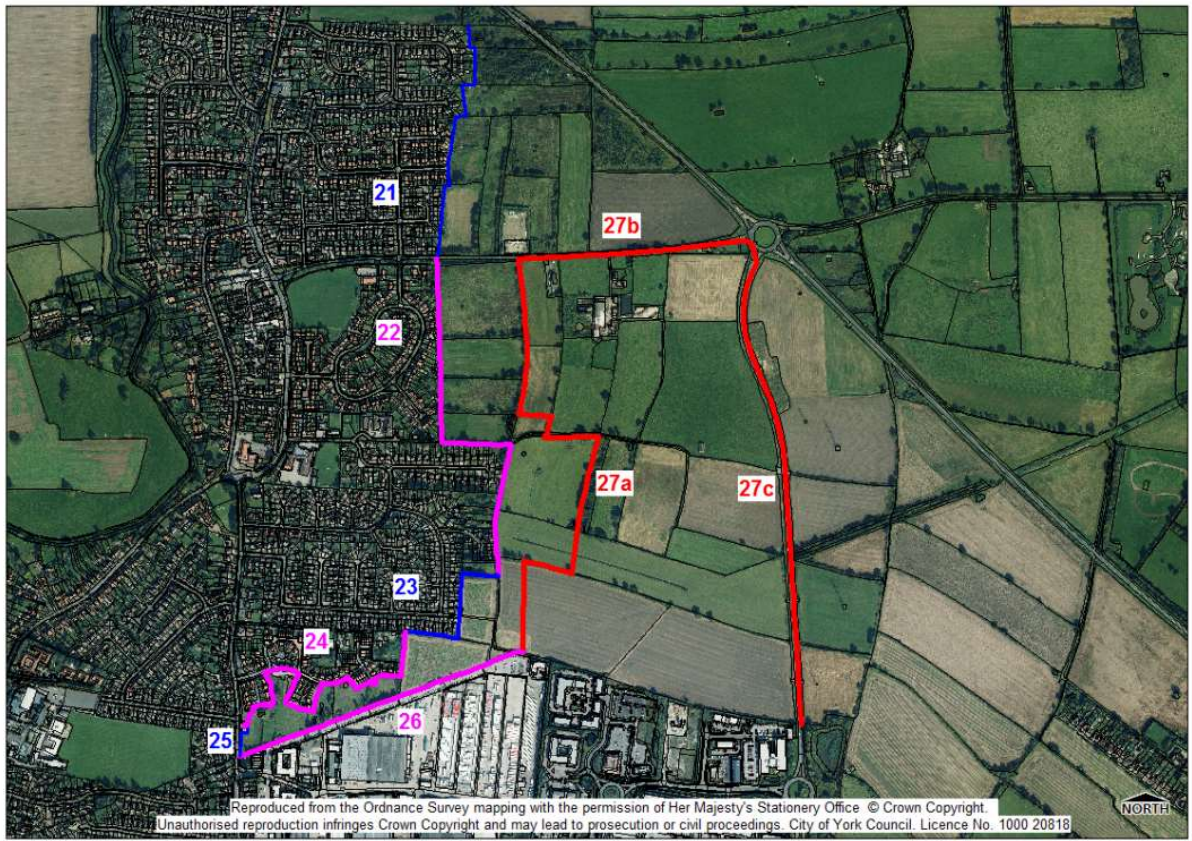 21
27b
22
27a
27c
23
24
26
25
NORTH
Reproduced from the Ordnance Survey mapping with the permission of Her Majesty's Stationery Office © Crown Copyright.
Unauthorised reproduction infringes Crown Copyright and may lead to prosecution or civil proceedings. City of York Council. Licence No. 1000 20818